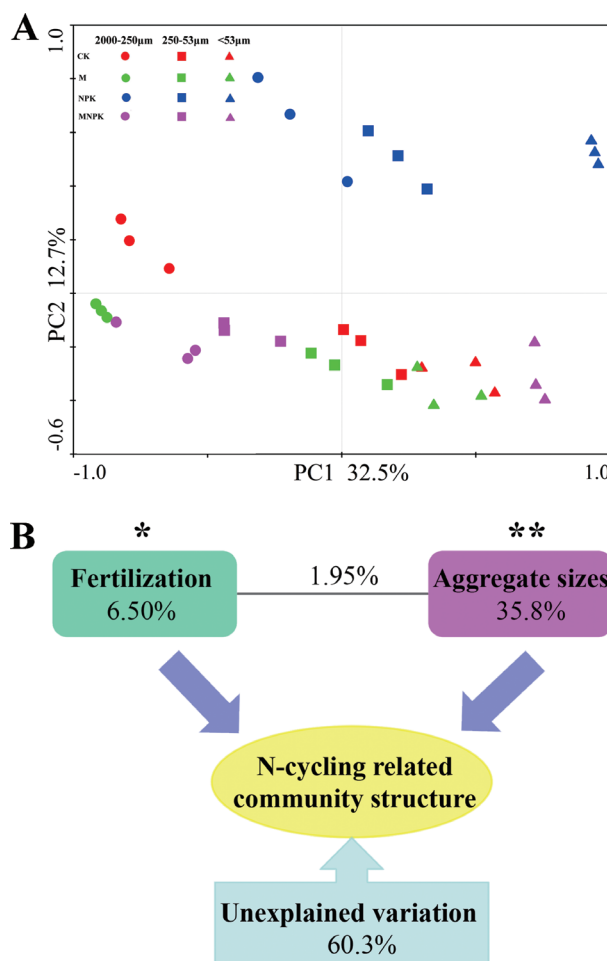 A
1.0
2000-250μm 250-53μm <53μm
CK
M
NPK
MNPK
PC2 12.7%
-0.6
-1.0 PC1 32.5% 1.0
B
* **
Fertilization
6.50%
1.95%
Aggregate sizes
35.8%
N-cycling related
community structure
Unexplained variation
60.3%